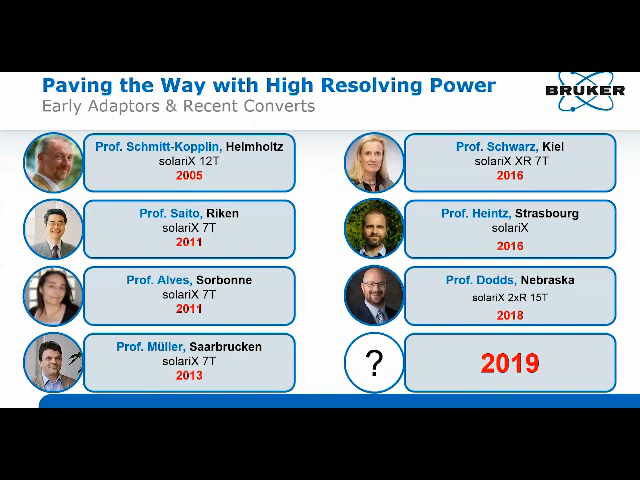 Paving the Way with High Resolving Power
Early Adaptors & Recent Converts
BRUKER
Prof. Schmitt-Kopplin, Helmholtz
solariX 12T
2005
Prof. Saito, Riken
solariX 7T
2011
Prof. Alves, Sorbonne
solariX 7T
2011
Prof. Müller, Saarbrucken
solariX 7T
2013
Prof. Schwarz, Kiel
solariX XR 7T
2016
Prof. Heintz, Strasbourg
solariX
2016
Prof. Dodds, Nebraska
solariX 2xR 15T
2018
?
2019